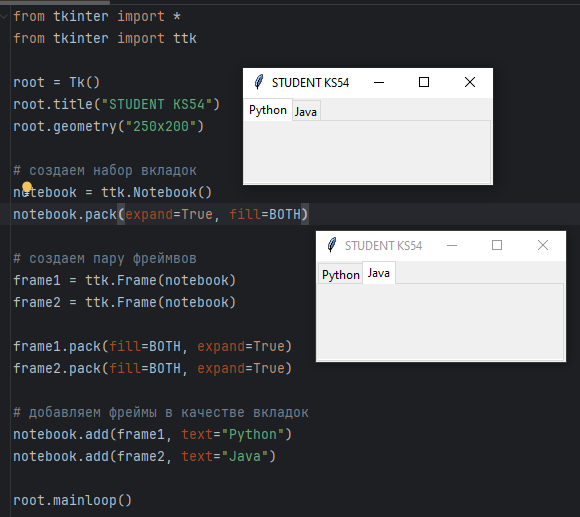 from tkinter import *
from tkinter import ttk
root = Tk()
root.title("STUDENT KS54")
root.geometry("250x200")
# создаем набор вкладок
notebook = ttk.Notebook()
notebook.pack(expand=True, fill=BOTH)
# создаем пару фреймвов
frame1 = ttk.Frame(notebook)
frame2 = ttk.Frame(notebook)
frame1.pack(fill=BOTH, expand=True)
frame2.pack(fill=BOTH, expand=True)
# добавляем фреймы в качестве вкладок
notebook.add(frame1, text="Python")
notebook.add(frame2, text="Java")
root.mainloop()
STUDENT KS54
Python Java
STUDENT KS54
Python Java